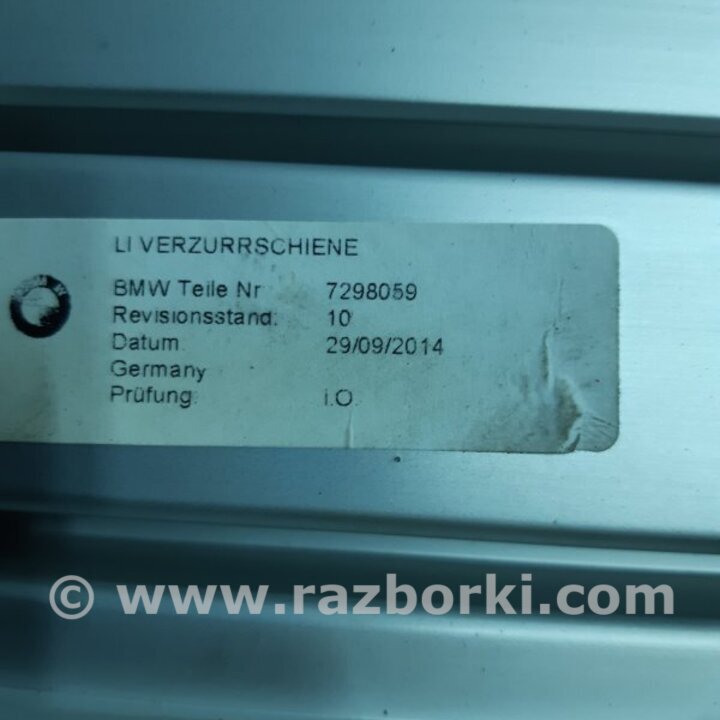 LI VERZURRSCHIENE
BMW Teile Nr 7298059
Revisionsstand: 10
Datum 29/09/2014
Germany
Prüfung: i.O.
© www.razborki.com